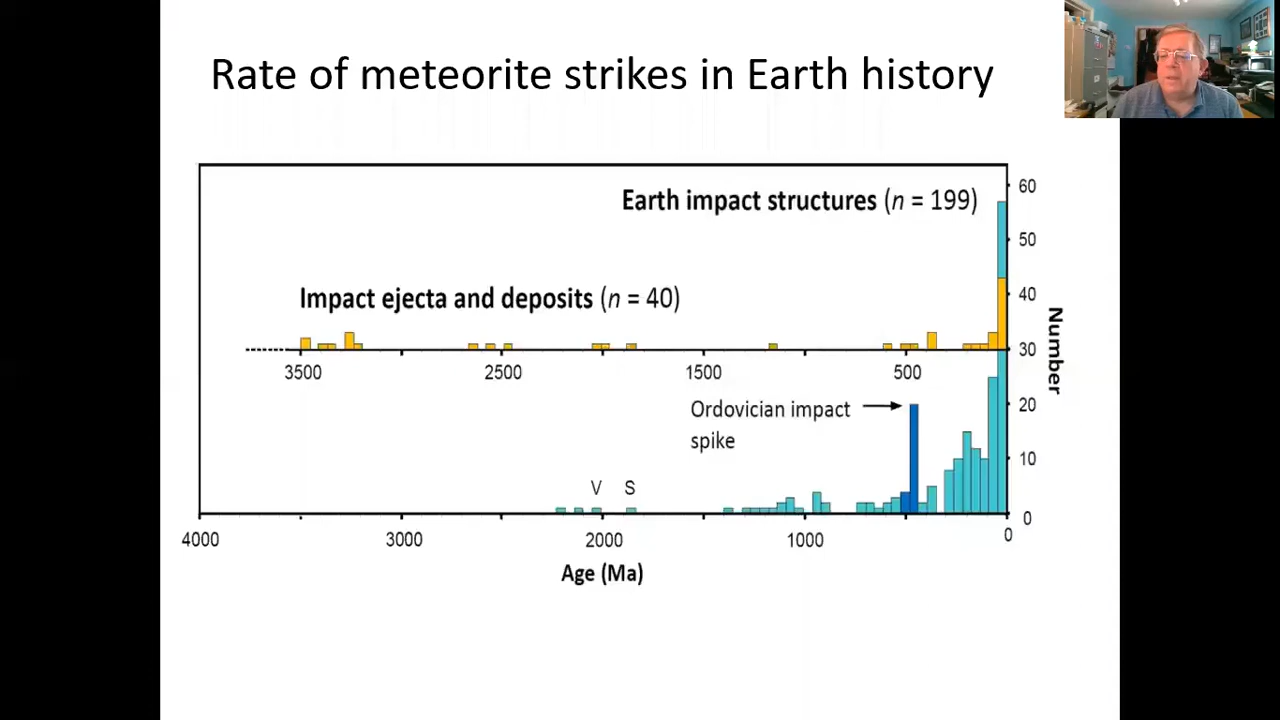 Rate of meteorite strikes in Earth history
Earth impact structures (n = 199)
60
50
Impact ejecta and deposits (n = 40)
40
30
3500
2500
1500
500
Number
Ordovician impact
spike
20
10
V
S
0
4000
3000
2000
1000
0
Age (Ma)